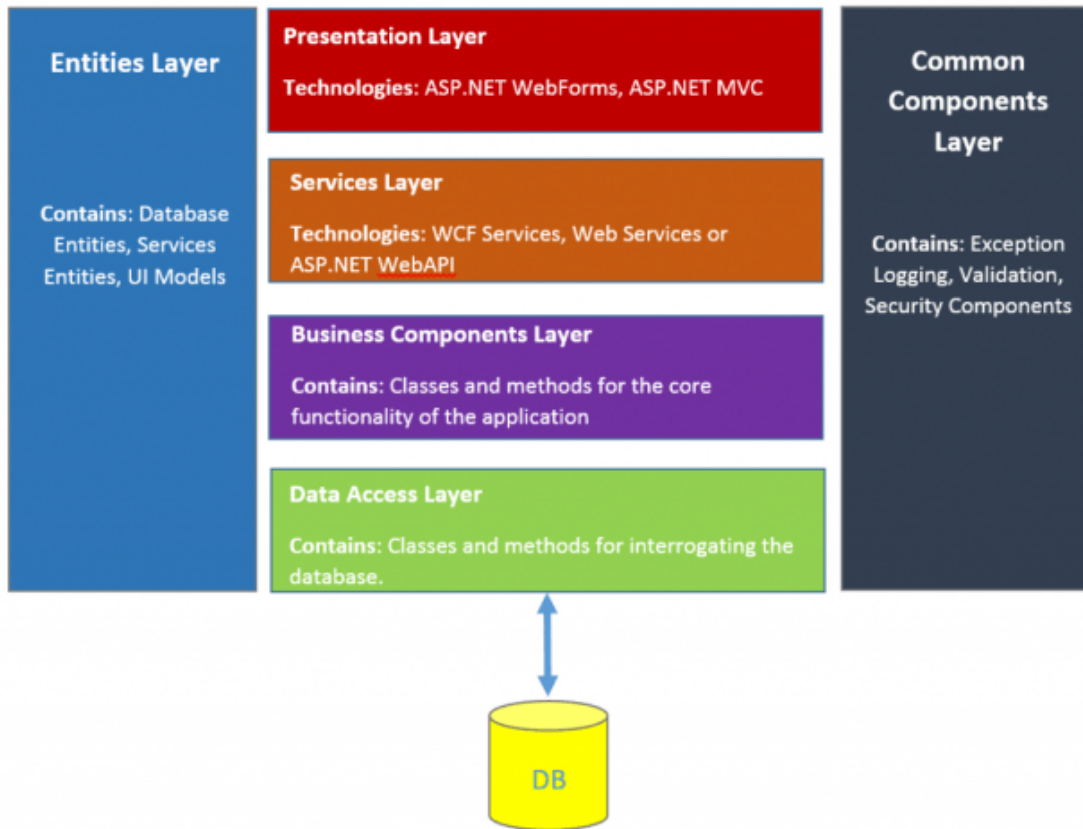 Entities Layer
Contains: Database
Entities, Services
Entities, UI Models
Presentation Layer
Technologies: ASP.NET WebForms, ASP.NET MVC
Services Layer
Technologies: WCF Services, Web Services or
ASP.NET WebAPI
Business Components Layer
Contains: Classes and methods for the core
functionality of the application
Data Access Layer
Contains: Classes and methods for interrogating the
database.
Common
Components
Layer
Contains: Exception
Logging, Validation,
Security Components
DB